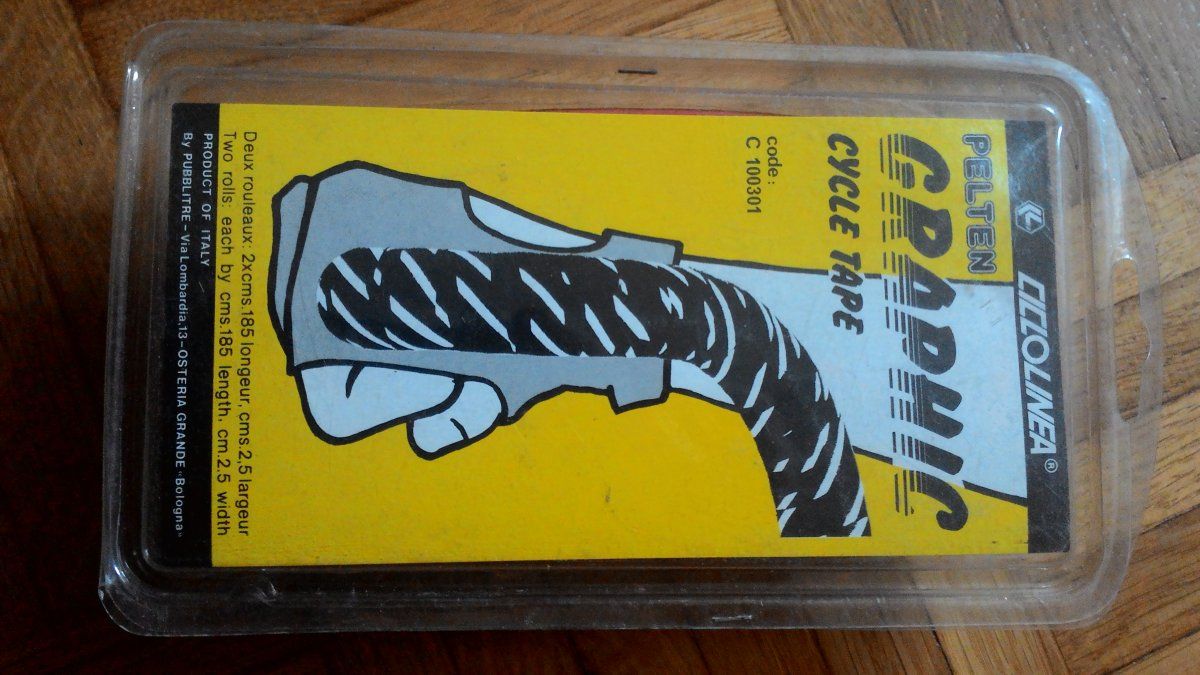 CICLOLINEA®
PELTEN
GRAPHIC
CYCLE TAPE
code:
C 100301
Deux rouleaux: 2xcms.185 longeur, cms.2,5 largeur
Two rolls: each by cms.185 length, cm.2.5 width
PRODUCT OF ITALY
By PUBBLITRE - Via Lombardia,13-OSTERIA GRANDE «Bologna»